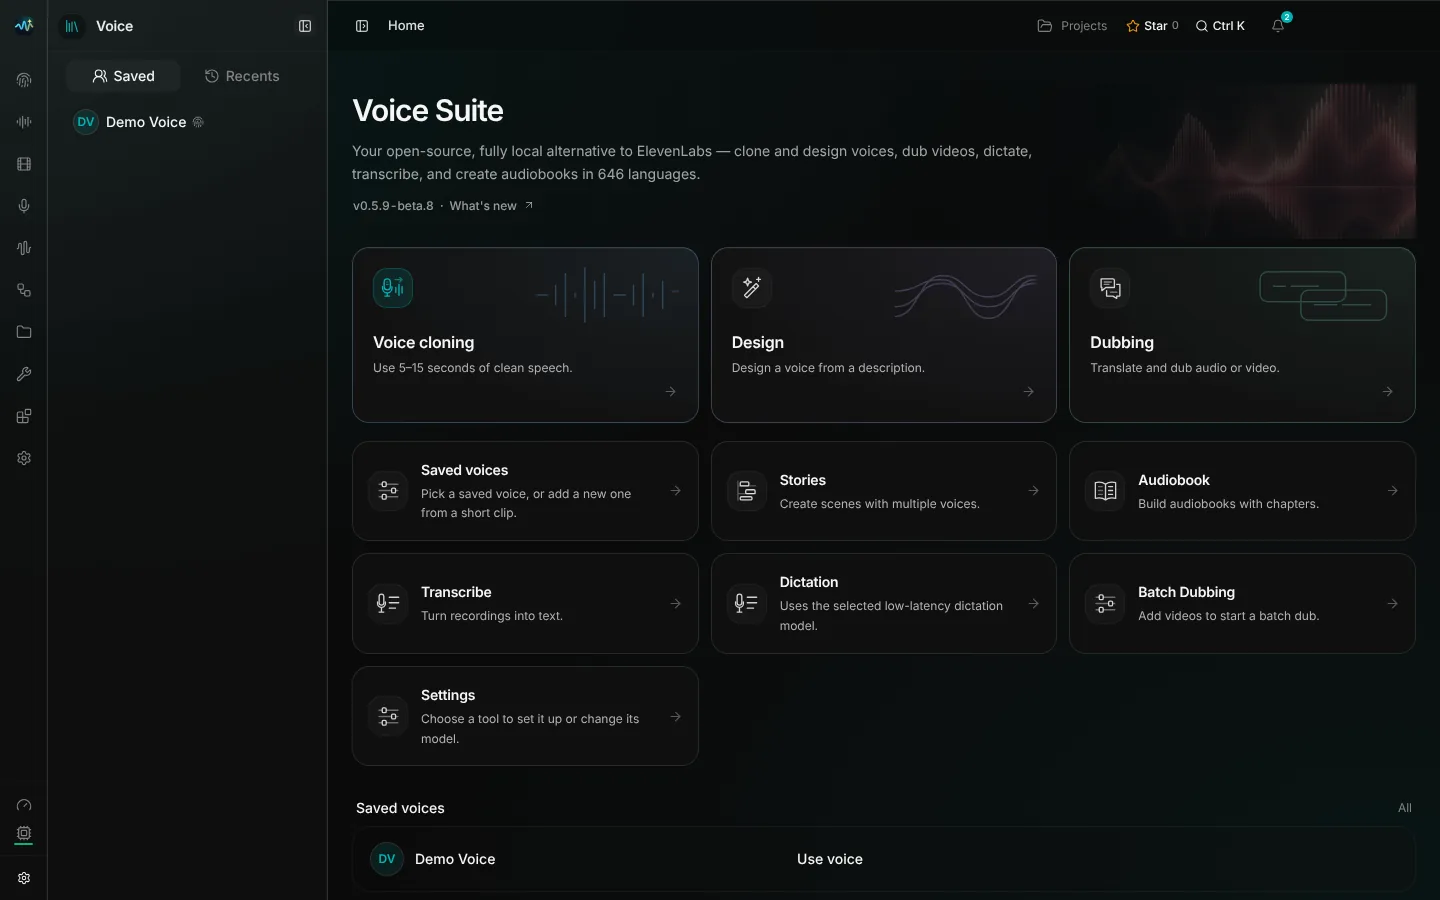 Voice
Home
Projects
Star 0
Ctrl K
2
Saved
Recents
DV
Demo Voice
Voice Suite
Your open-source, fully local alternative to ElevenLabs — clone and design voices, dub videos, dictate,
transcribe, and create audiobooks in 646 languages.
v0.5.9-beta.8 · What's new
Voice cloning
Use 5–15 seconds of clean speech.
Design
Design a voice from a description.
Dubbing
Translate and dub audio or video.
Saved voices
Pick a saved voice, or add a new one
from a short clip.
Stories
Create scenes with multiple voices.
Audiobook
Build audiobooks with chapters.
Transcribe
Turn recordings into text.
Dictation
Uses the selected low-latency dictation
model.
Batch Dubbing
Add videos to start a batch dub.
Settings
Choose a tool to set it up or change its
model.
Saved voices
All
DV
Demo Voice
Use voice